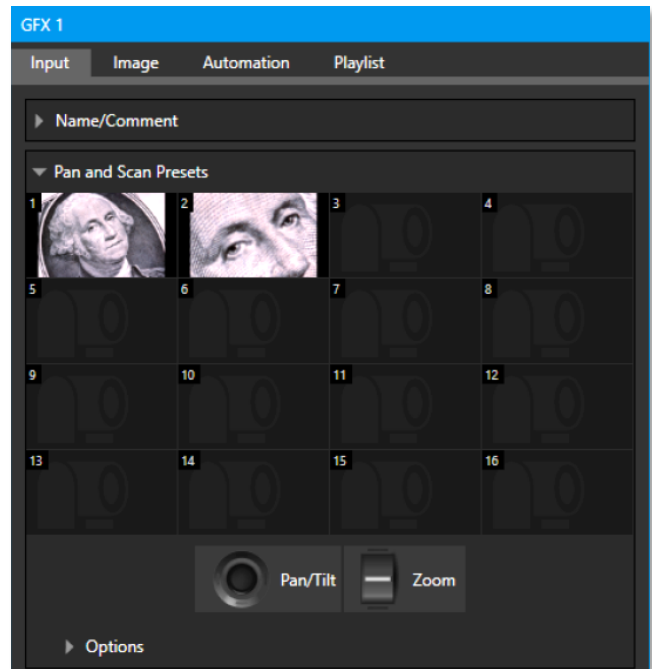 GFX 1
Input Image Automation Playlist
Name/Comment
Pan and Scan Presets
1 2 3 4
5 6 7 8
9 10 11 12
13 14 15 16
Pan/Tilt Zoom
Options